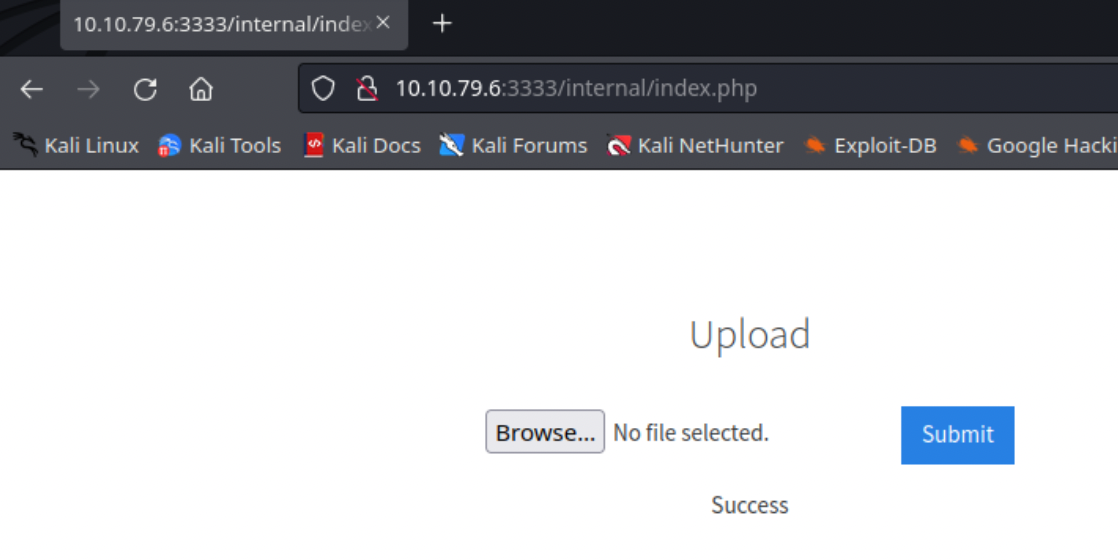 10.10.79.6:3333/internal/index
10.10.79.6:3333/internal/index.php
Kali Linux Kali Tools Kali Docs Kali Forums Kali NetHunter Exploit-DB Google Hacki
Upload
Browse... No file selected. Submit
Success